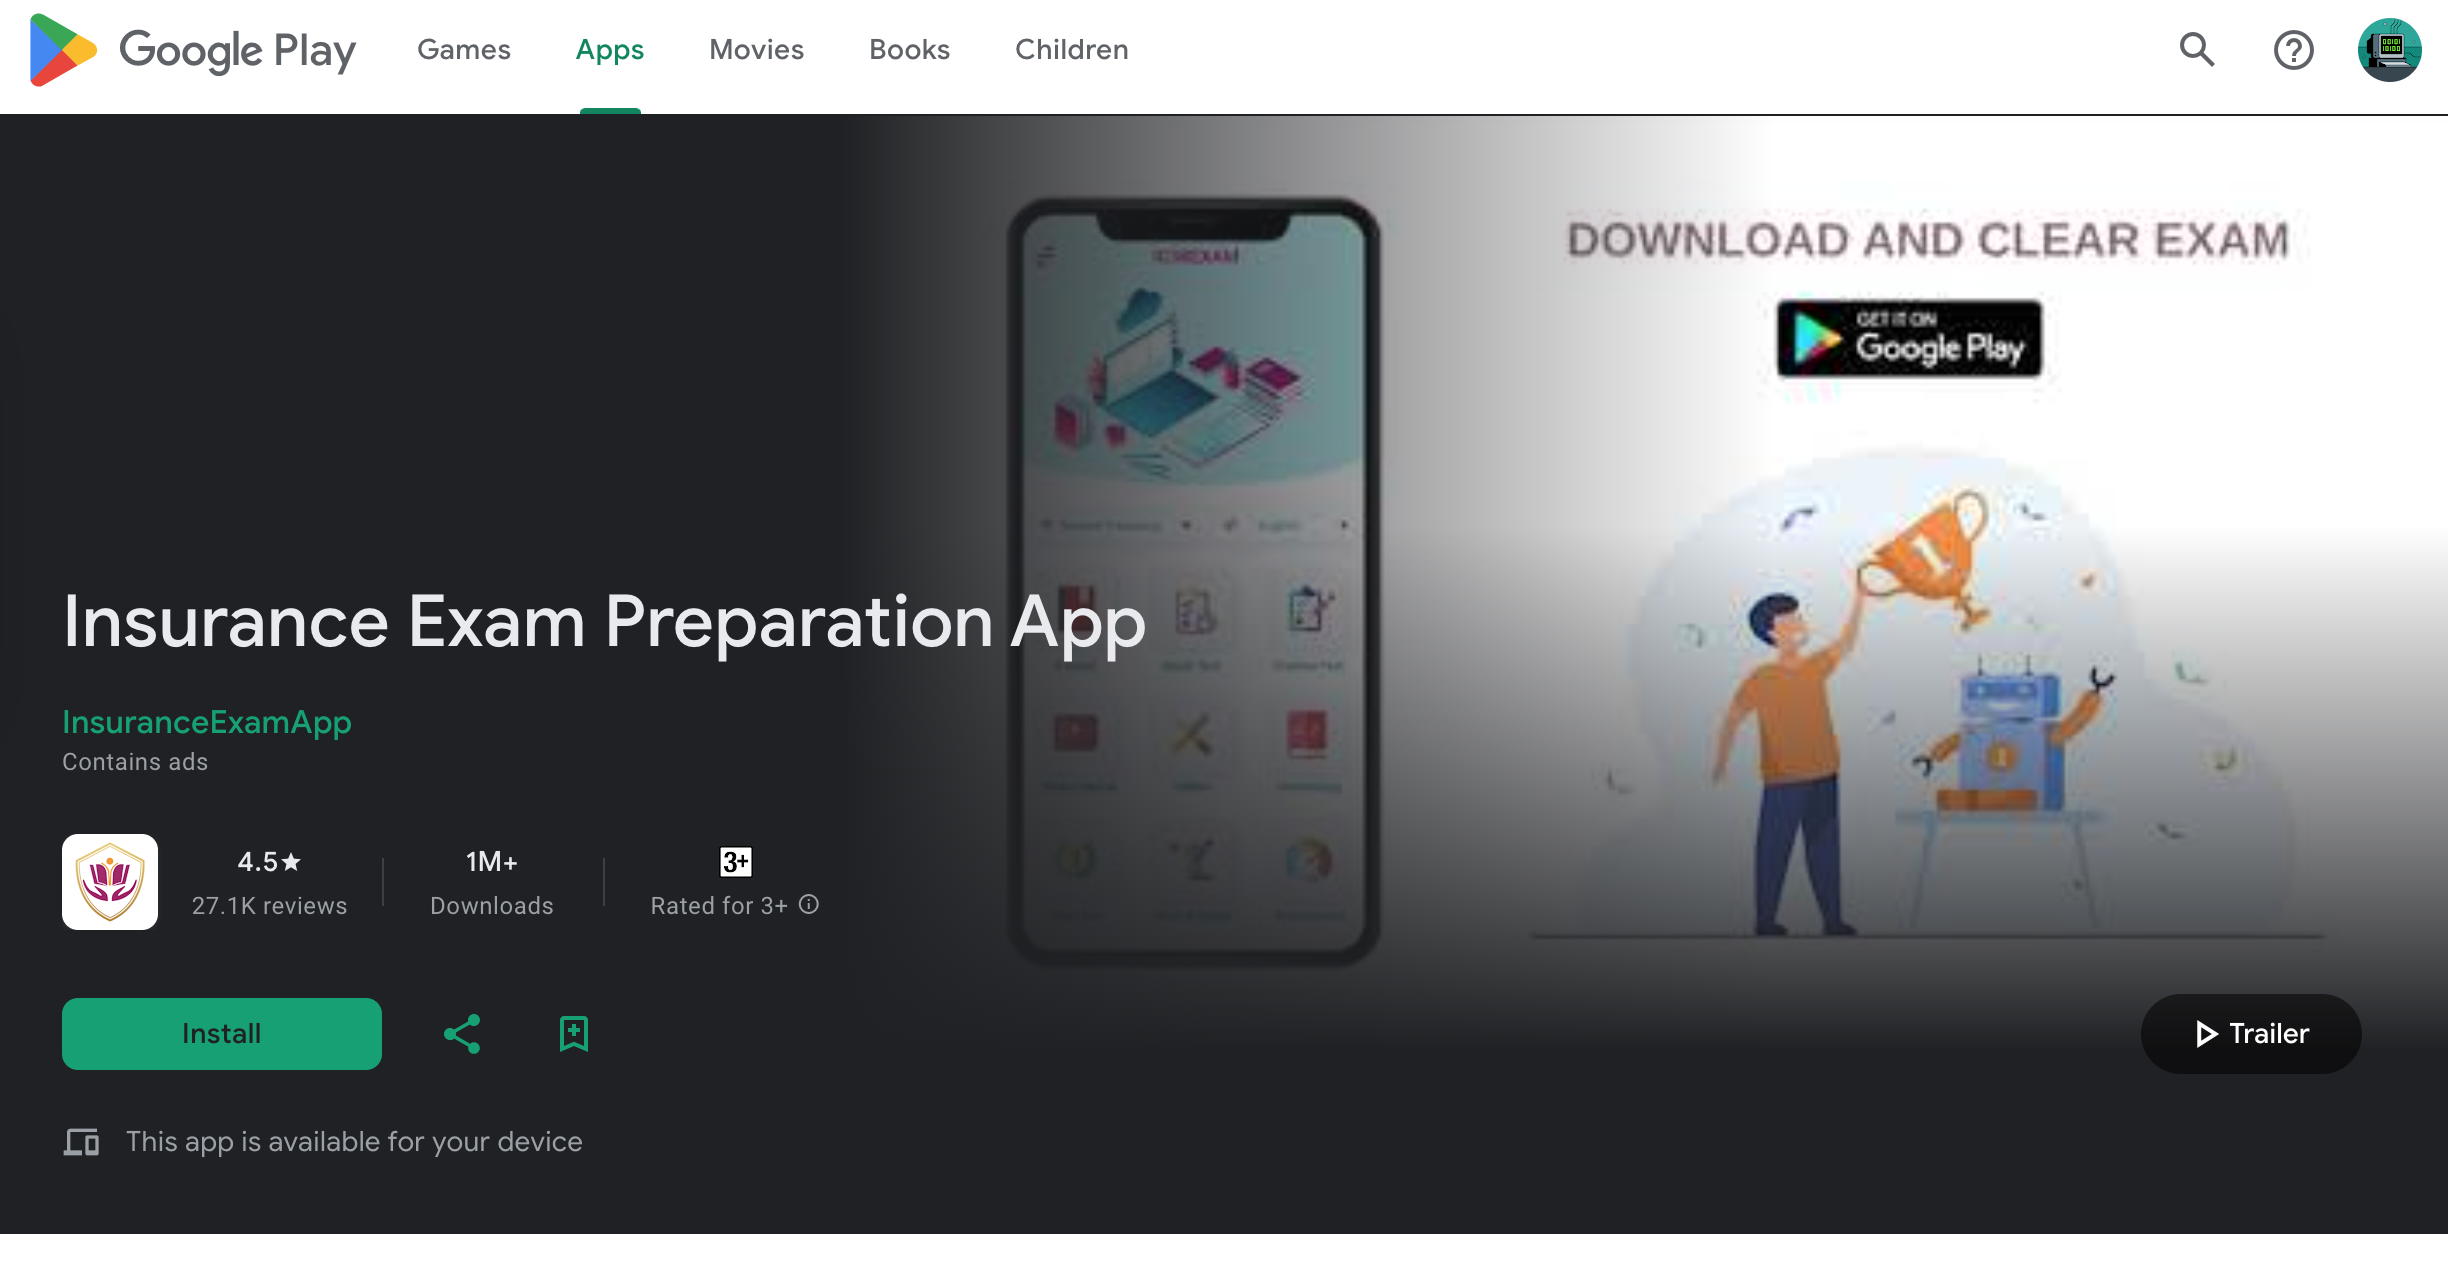 Google Play Games Apps Movies Books Children
DOWNLOAD AND CLEAR EXAM
GET IT ON
Google Play
Insurance Exam Preparation App
InsuranceExamApp
Contains ads
4.5★ 1M+ 3+
27.1K reviews Downloads Rated for 3+
Install
Trailer
This app is available for your device